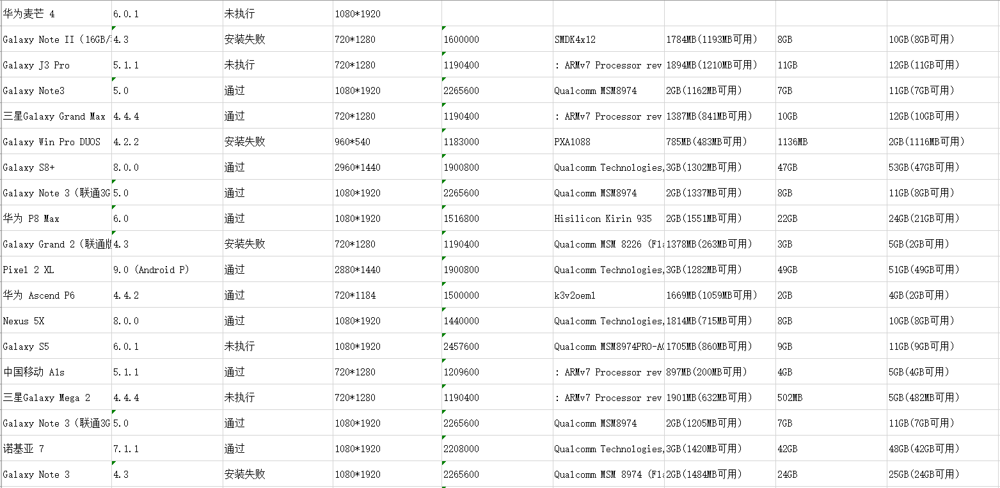 华为麦芒 4 6.0.1 未执行 1080*1920
Galaxy Note II（16GB/ 4.3 安装失败 720*1280 1600000 SMDK4x12 1784MB(1193MB可用) 8GB 10GB(8GB可用)
Galaxy J3 Pro 5.1.1 未执行 720*1280 1190400 : ARMv7 Processor rev 1894MB(1210MB可用) 11GB 12GB(11GB可用)
Galaxy Note3 5.0 通过 1080*1920 2265600 Qualcomm MSM8974 2GB(1162MB可用) 7GB 11GB(7GB可用)
三星Galaxy Grand Max 4.4.4 通过 720*1280 1190400 : ARMv7 Processor rev 1387MB(841MB可用) 10GB 12GB(10GB可用)
Galaxy Win Pro DUOS 4.2.2 安装失败 960*540 1183000 PXA1088 785MB(483MB可用) 1136MB 2GB(1116MB可用)
Galaxy S8+ 8.0.0 通过 2960*1440 1900800 Qualcomm Technologies, 3GB(1302MB可用) 47GB 53GB(47GB可用)
Galaxy Note 3（联通3G 5.0 通过 1080*1920 2265600 Qualcomm MSM8974 2GB(1337MB可用) 8GB 11GB(8GB可用)
华为 P8 Max 6.0 通过 1080*1920 1516800 Hisilicon Kirin 935 2GB(1551MB可用) 22GB 24GB(21GB可用)
Galaxy Grand 2（联通版 4.3 安装失败 720*1280 1190400 Qualcomm MSM 8226 (Fla 1378MB(263MB可用) 3GB 5GB(2GB可用)
Pixel 2 XL 9.0 (Android P) 通过 2880*1440 1900800 Qualcomm Technologies, 3GB(1282MB可用) 49GB 51GB(49GB可用)
华为 Ascend P6 4.4.2 通过 720*1184 1500000 k3v2oem1 1669MB(1059MB可用) 2GB 4GB(2GB可用)
Nexus 5X 8.0.0 通过 1080*1920 1440000 Qualcomm Technologies, 1814MB(715MB可用) 8GB 10GB(8GB可用)
Galaxy S5 6.0.1 未执行 1080*1920 2457600 Qualcomm MSM8974PRO-AC 1705MB(860MB可用) 9GB 11GB(9GB可用)
中国移动 A1s 5.1.1 通过 720*1280 1209600 : ARMv7 Processor rev 897MB(200MB可用) 4GB 5GB(4GB可用)
三星Galaxy Mega 2 4.4.4 未执行 720*1280 1190400 : ARMv7 Processor rev 1901MB(632MB可用) 502MB 5GB(482MB可用)
Galaxy Note 3（联通3G 5.0 通过 1080*1920 2265600 Qualcomm MSM8974 2GB(1205MB可用) 7GB 11GB(7GB可用)
诺基亚 7 7.1.1 通过 1080*1920 2208000 Qualcomm Technologies, 3GB(1420MB可用) 42GB 48GB(42GB可用)
Galaxy Note 3 4.3 安装失败 1080*1920 2265600 Qualcomm MSM 8974 (Fla 2GB(1484MB可用) 24GB 25GB(24GB可用)